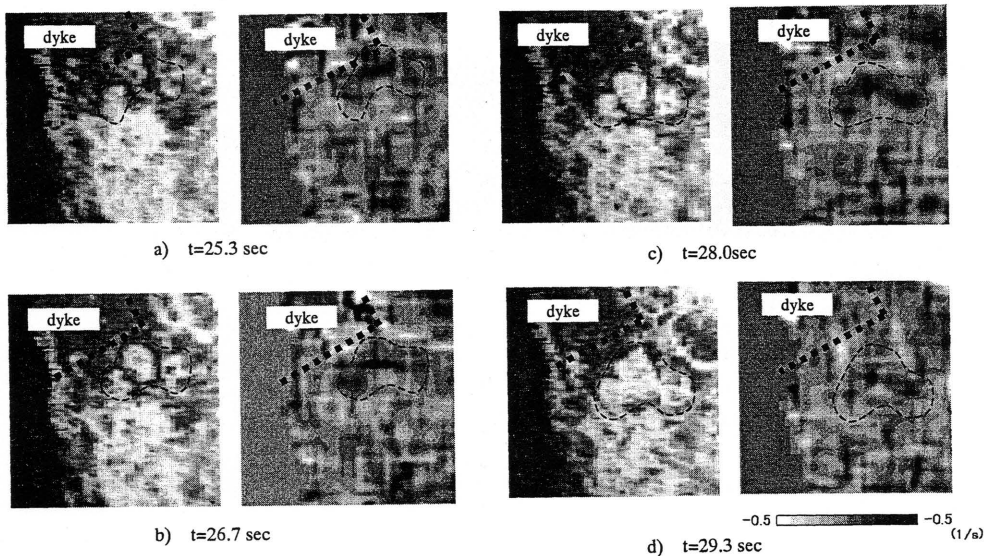 dyke
dyke
a) t=25.3 sec
dyke
dyke
b) t=26.7 sec
dyke
dyke
c) t=28.0sec
dyke
dyke
-0.5 -0.5
(1/s)
d) t=29.3 sec